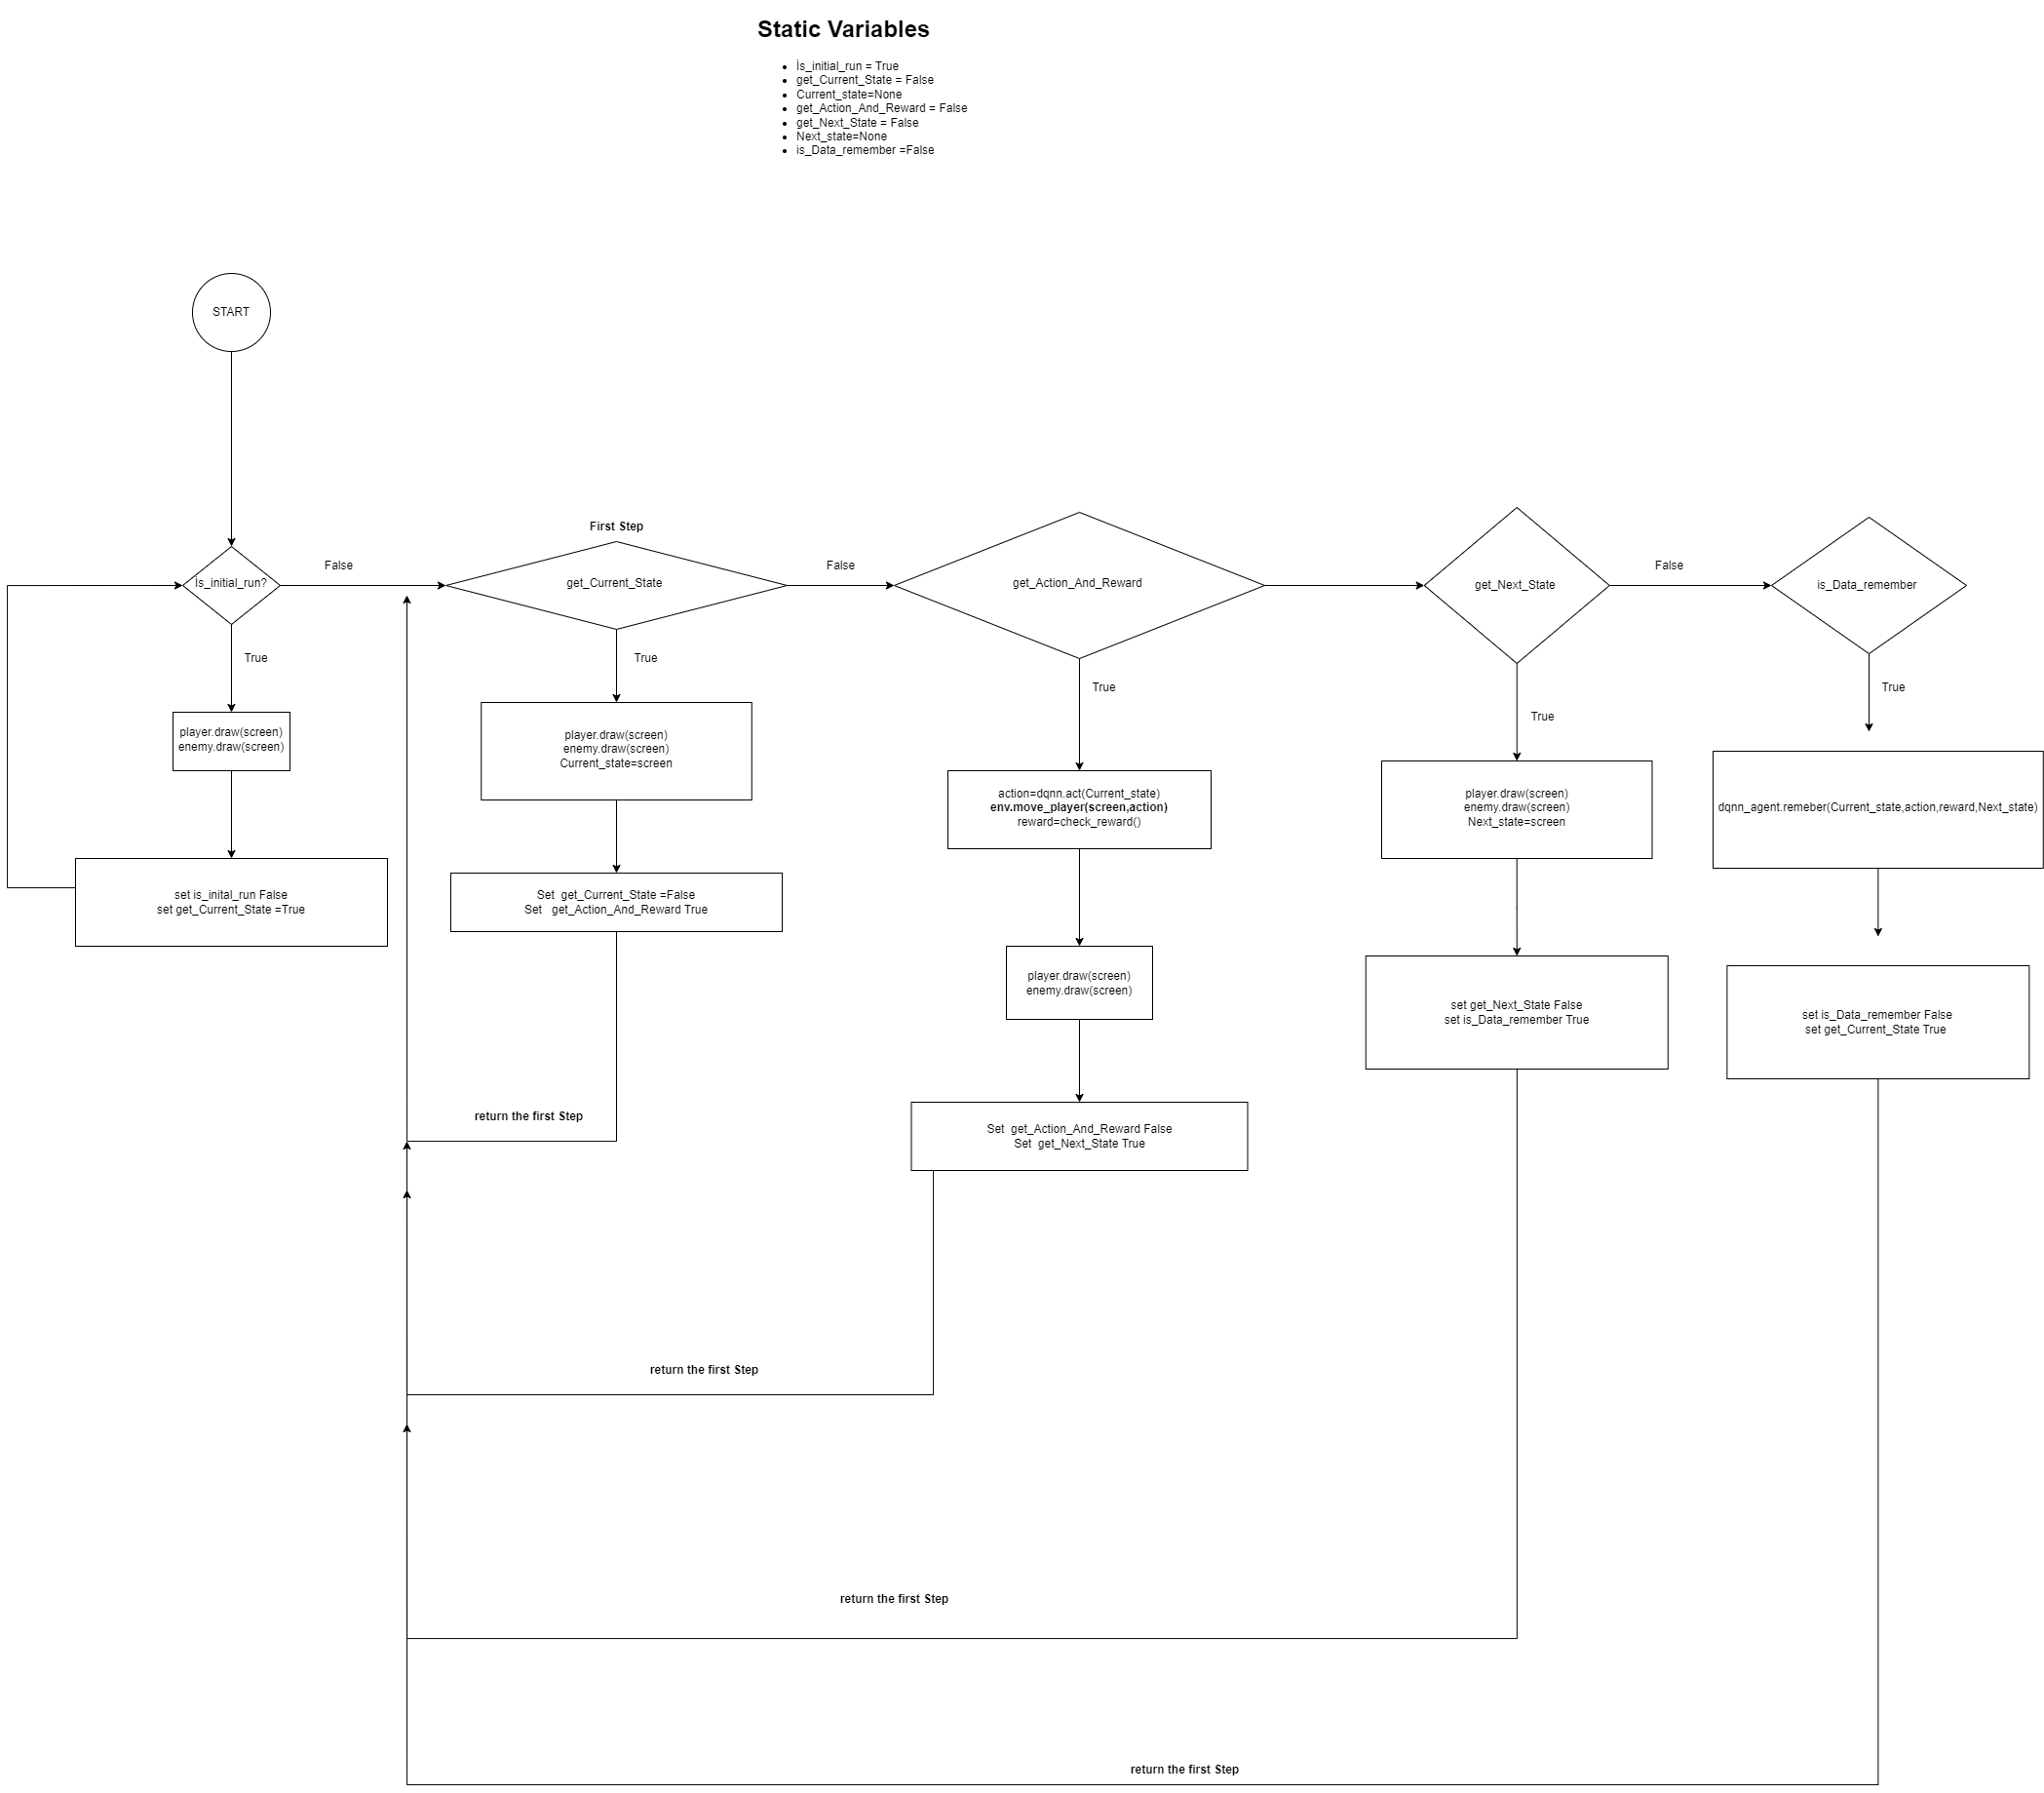 Static Variables
İs_initial_run = True
get_Current_State = False
Current_state=None
get_Action_And_Reward = False
get_Next_State = False
Next_state=None
is_Data_remember =False
START
First Step
İs_initial_run?
False
get_Current_State
False
get_Action_And_Reward
get_Next_State
False
is_Data_remember
True
True
True
True
True
player.draw(screen)
enemy.draw(screen)
player.draw(screen)
enemy.draw(screen)
Current_state=screen
action=dqnn.act(Current_state)
env.move_player(screen,action)
reward=check_reward()
player.draw(screen)
enemy.draw(screen)
Next_state=screen
dqnn_agent.remeber(Current_state,action,reward,Next_state)
set is_inital_run False
set get_Current_State =True
Set  get_Current_State =False
Set   get_Action_And_Reward True
player.draw(screen)
enemy.draw(screen)
set get_Next_State False
set is_Data_remember True
set is_Data_remember False
set get_Current_State True
return the first Step
Set  get_Action_And_Reward False
Set  get_Next_State True
return the first Step
return the first Step
return the first Step